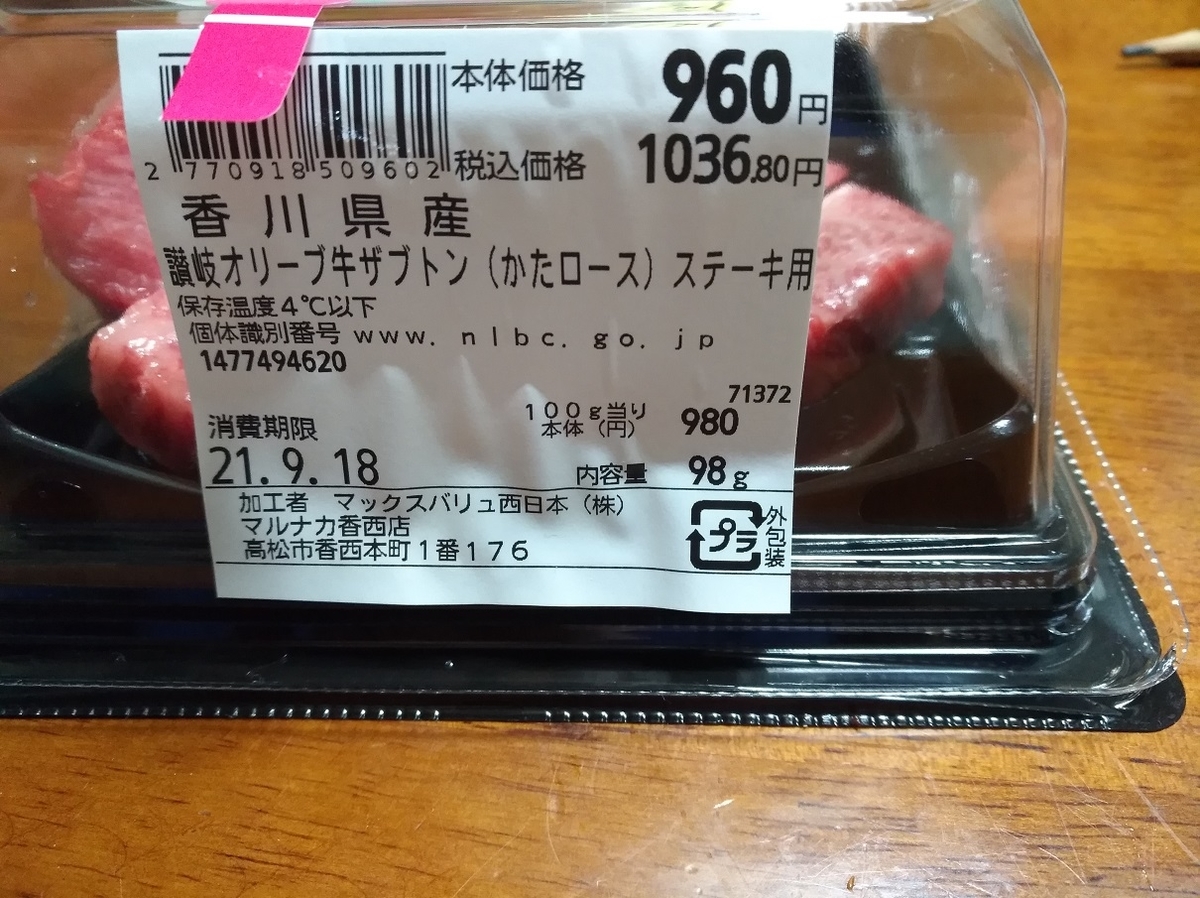 本体価格 960円
2 770918 509602 税込価格 1036.80円
香川県産
讃岐オリーブ牛ザブトン（かたロース）ステーキ用
保存温度4℃以下
個体識別番号 www.nlbc.go.jp
1477494620
71372
消費期限 100g当り 本体（円） 980
21.9.18 内容量 98g
加工者 マックスバリュ西日本（株）
マルナカ香西店
高松市香西本町1番176
プラ 外包装